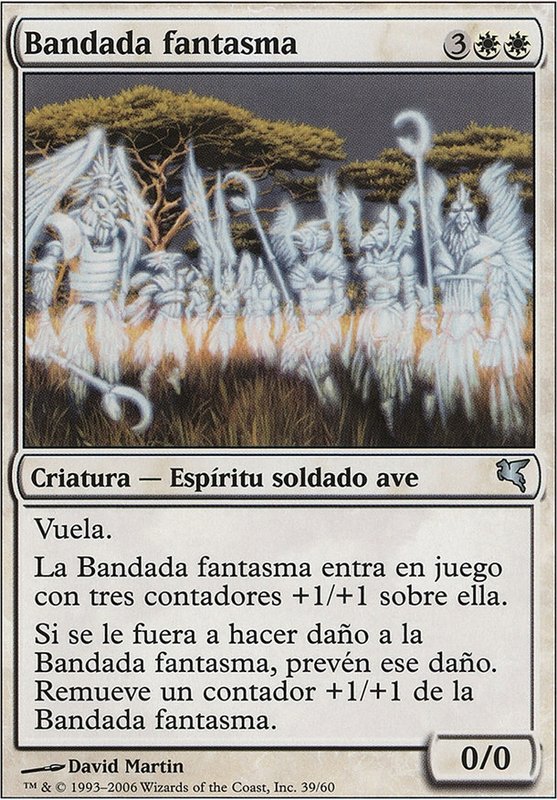 Bandada fantasma 3
Criatura — Espíritu soldado ave
Vuela.
La Bandada fantasma entra en juego
con tres contadores +1/+1 sobre ella.
Si se le fuera a hacer daño a la
Bandada fantasma, prevén ese daño.
Remueve un contador +1/+1 de la
Bandada fantasma.
0/0
David Martin
™ & © 1993–2006 Wizards of the Coast, Inc. 39/60